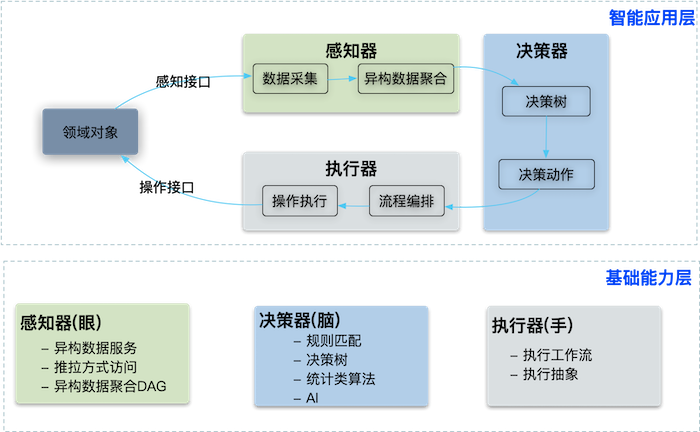 智能应用层
感知器
数据采集
异构数据聚合
决策器
决策树
决策动作
感知接口
领域对象
操作接口
执行器
操作执行
流程编排
基础能力层
感知器(眼)
– 异构数据服务
– 推拉方式访问
– 异构数据聚合DAG
决策器(脑)
– 规则匹配
– 决策树
– 统计类算法
– AI
执行器(手)
– 执行工作流
– 执行抽象